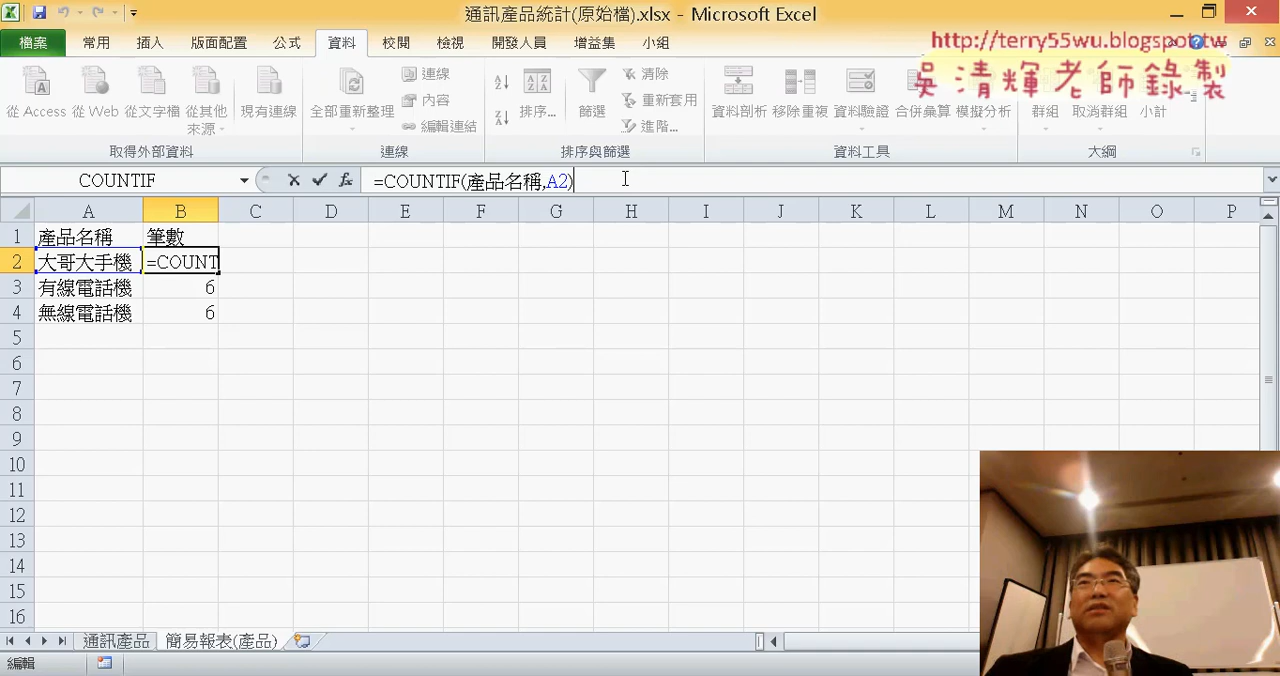 通訊產品統計(原始檔).xlsx - Microsoft Excel
檔案 常用 插入 版面配置 公式 資料 校閱 檢視 開發人員 增益集 小組
http://terry55wu.blogspot.tw
吳清輝老師錄製
從 Access 從 Web 從文字檔 從其他來源 現有連線 全部重新整理 連線 內容 編輯連結 排序... 篩選 清除 重新套用 進階... 資料剖析 移除重複 資料驗證 合併彙算 模擬分析 群組 取消群組 小計
取得外部資料 連線 排序與篩選 資料工具 大綱
COUNTIF =COUNTIF(產品名稱,A2)
A B C D E F G H I J K L M N O P
1 產品名稱 筆數
2 大哥大手機 =COUNT
3 有線電話機 6
4 無線電話機 6
5
6
7
8
9
10
11
12
13
14
15
16
通訊產品 簡易報表(產品)
編輯